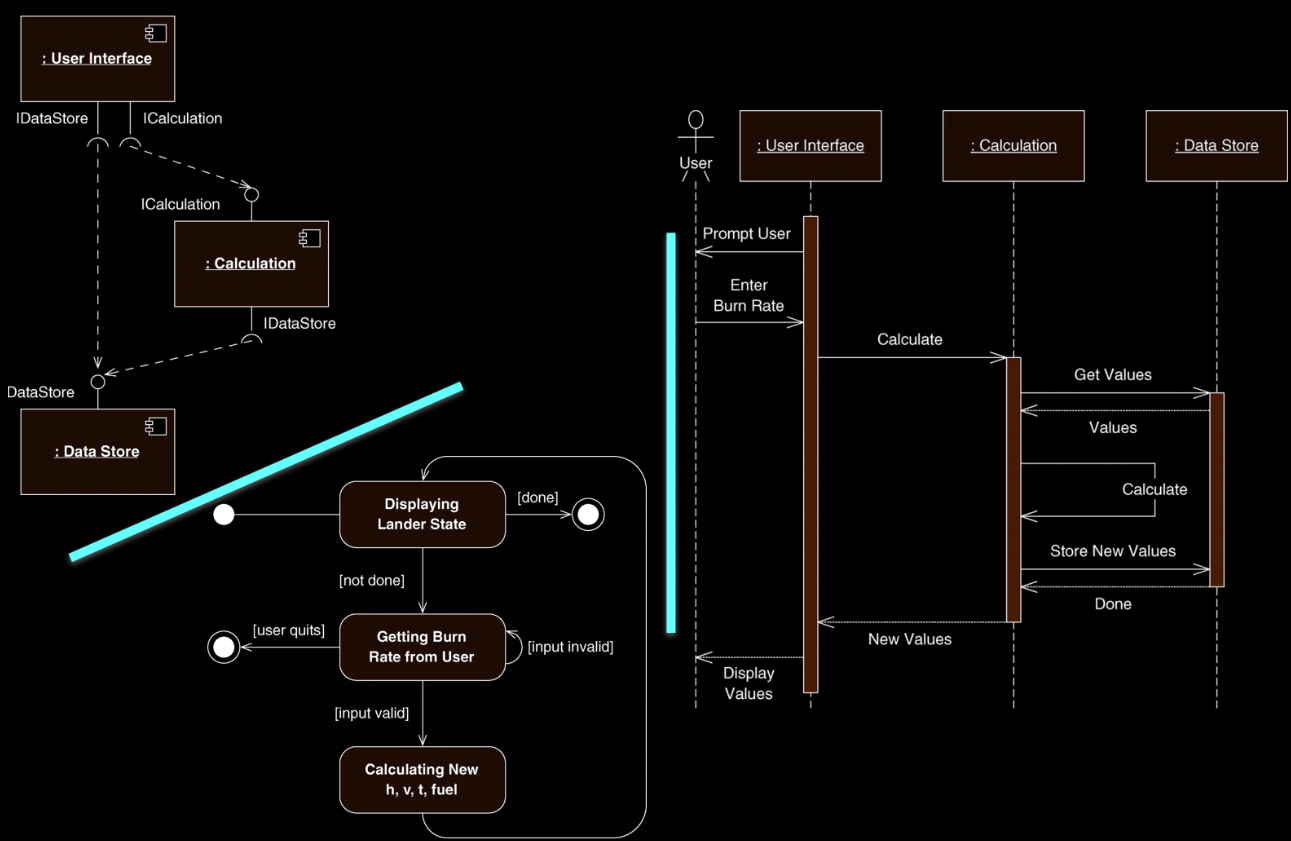 : User Interface
IDataStore
ICalculation
ICalculation
: Calculation
IDataStore
DataStore
: Data Store
Displaying
Lander State
[done]
[not done]
[user quits]
Getting Burn
Rate from User
[input invalid]
[input valid]
Calculating New
h, v, t, fuel
User
: User Interface
: Calculation
: Data Store
Prompt User
Enter
Burn Rate
Calculate
Get Values
Values
Calculate
Store New Values
Done
New Values
Display
Values